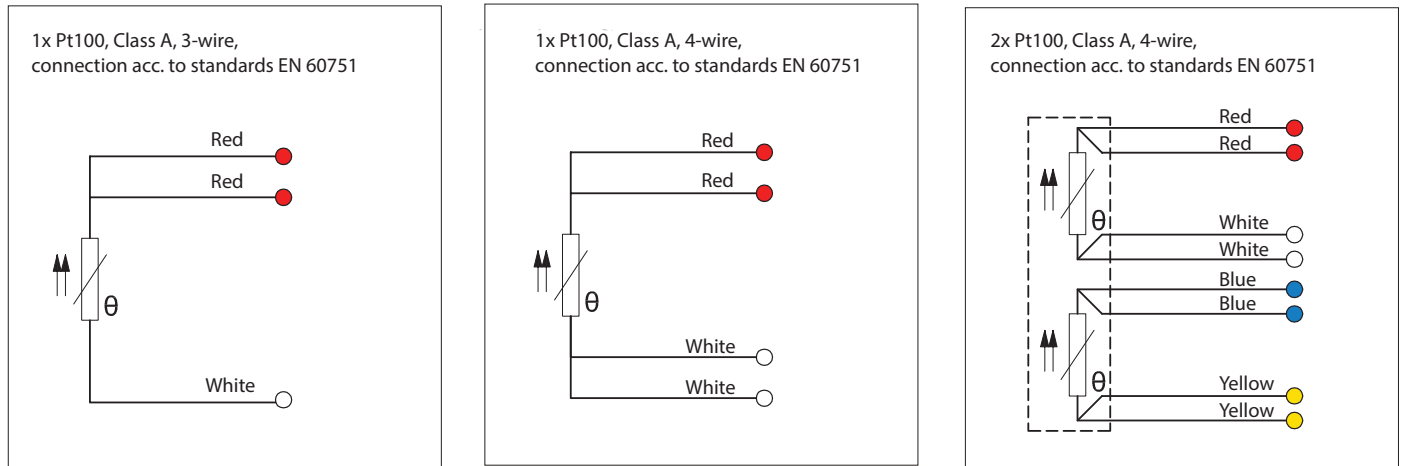 1x Pt100, Class A, 3-wire,
connection acc. to standards EN 60751
Red
Red
θ
White
1x Pt100, Class A, 4-wire,
connection acc. to standards EN 60751
Red
Red
θ
White
White
2x Pt100, Class A, 4-wire,
connection acc. to standards EN 60751
Red
Red
θ
White
White
Blue
Blue
θ
Yellow
Yellow